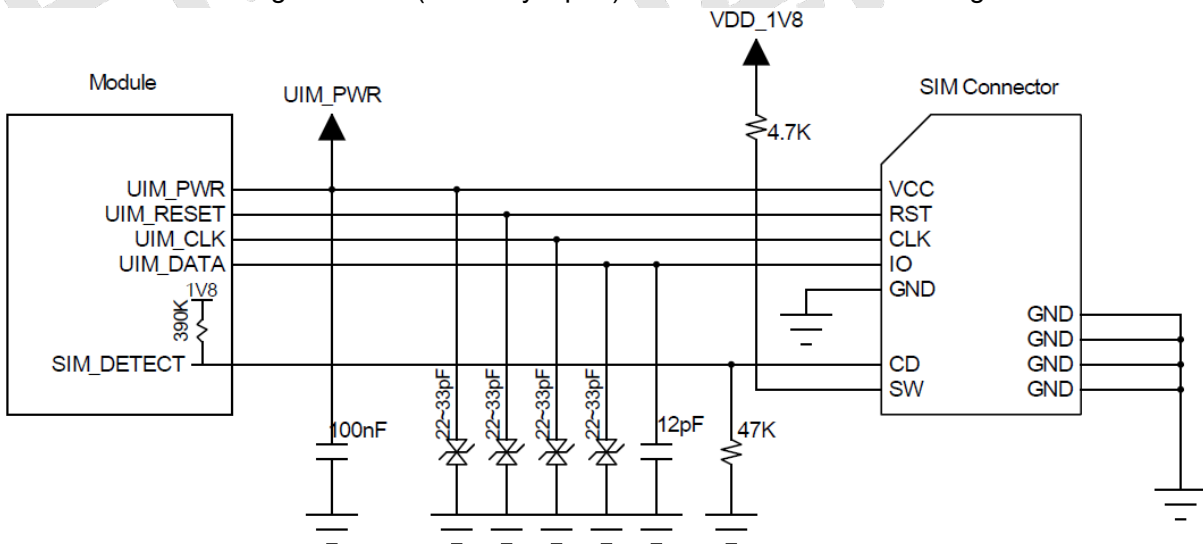 VDD_1V8
Module
UIM_PWR
SIM Connector
4.7K
UIM_PWR
UIM_RESET
UIM_CLK
UIM_DATA
1V8
390K
SIM_DETECT
VCC
RST
CLK
IO
GND
GND
GND
GND
GND
CD
SW
100nF
22~33pF
22~33pF
22~33pF
22~33pF
12pF
47K